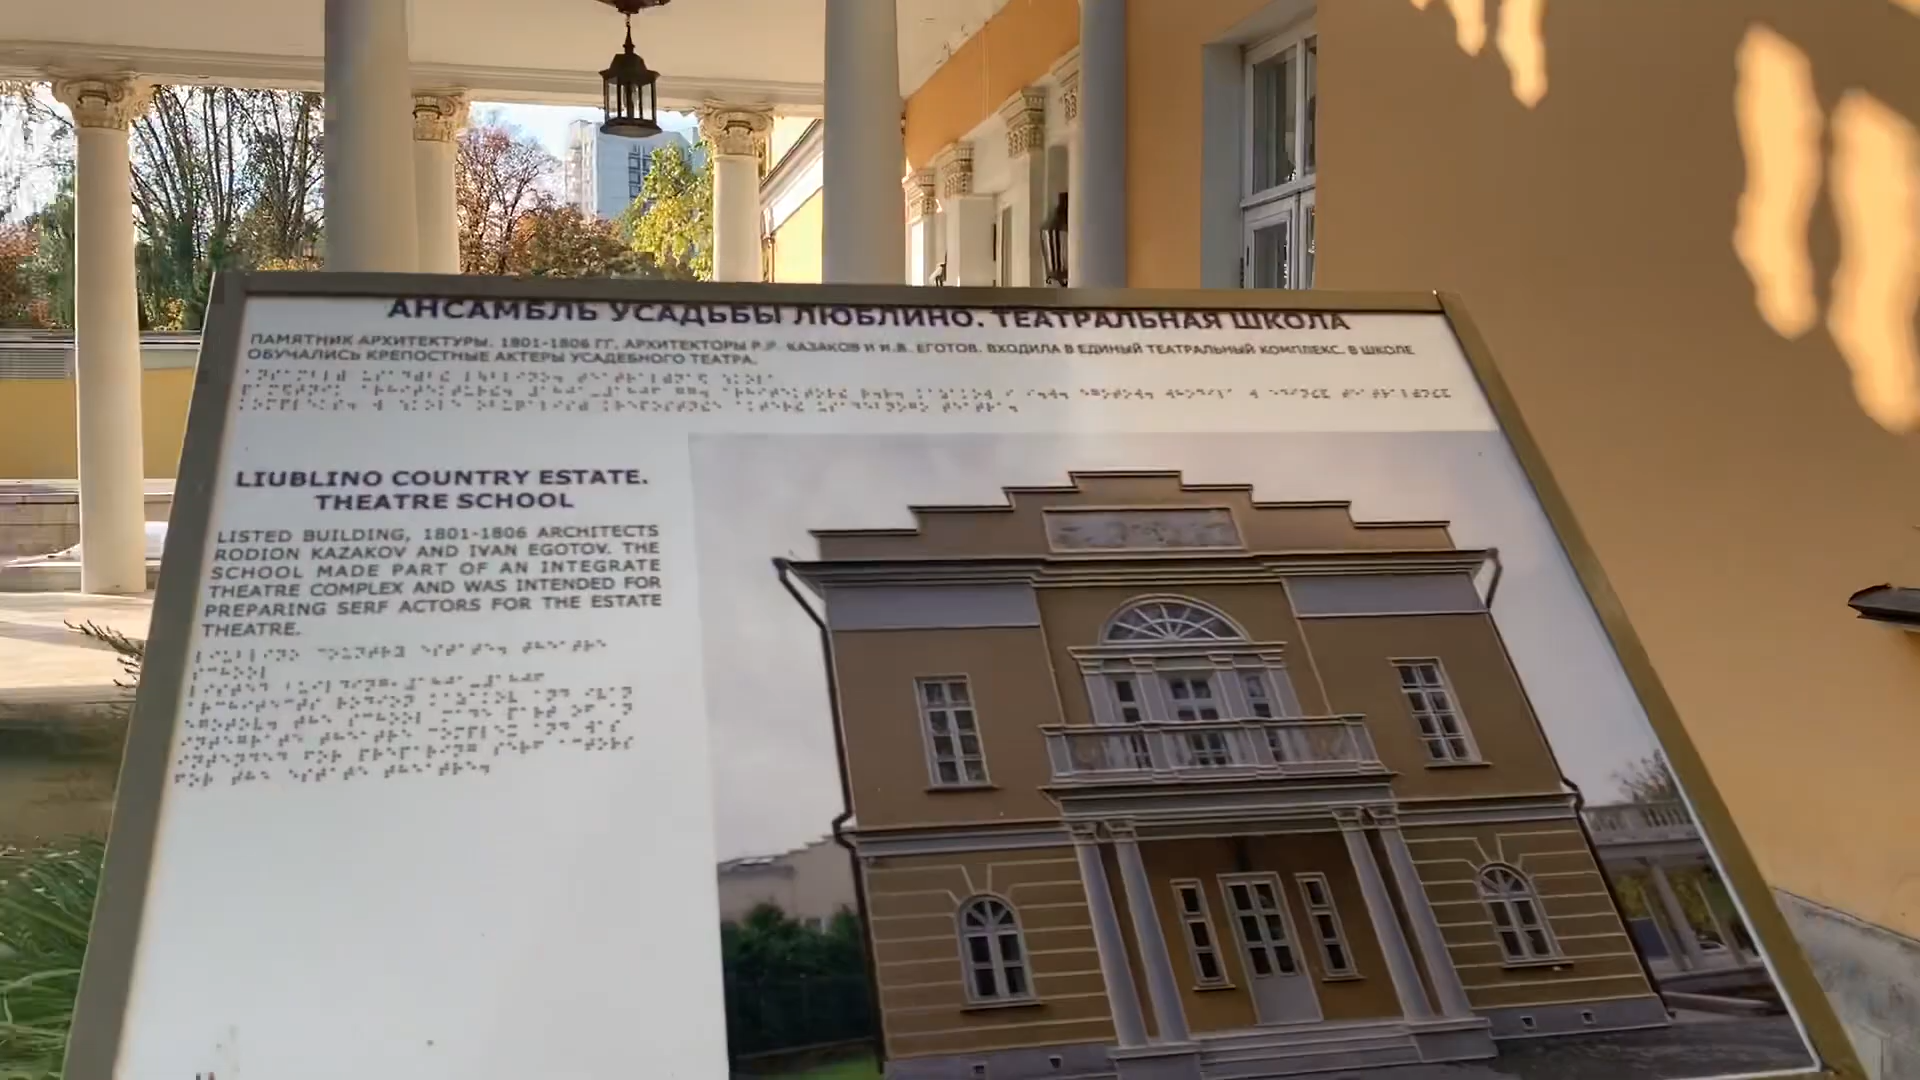 АНСАМБЛЬ УСАДЬБЫ ЛЮБЛИНО. ТЕАТРАЛЬНАЯ ШКОЛА
ПАМЯТНИК АРХИТЕКТУРЫ. 1801-1806 ГГ. АРХИТЕКТОРЫ Р.Р. КАЗАКОВ И И.В. ЕГОТОВ. ВХОДИЛА В ЕДИНЫЙ ТЕАТРАЛЬНЫЙ КОМПЛЕКС. В ШКОЛЕ
ОБУЧАЛИСЬ КРЕПОСТНЫЕ АКТЕРЫ УСАДЕБНОГО ТЕАТРА.
LIUBLINO COUNTRY ESTATE.
THEATRE SCHOOL
LISTED BUILDING, 1801-1806 ARCHITECTS
RODION KAZAKOV AND IVAN EGOTOV. THE
SCHOOL MADE PART OF AN INTEGRATE
THEATRE COMPLEX AND WAS INTENDED FOR
PREPARING SERF ACTORS FOR THE ESTATE
THEATRE.